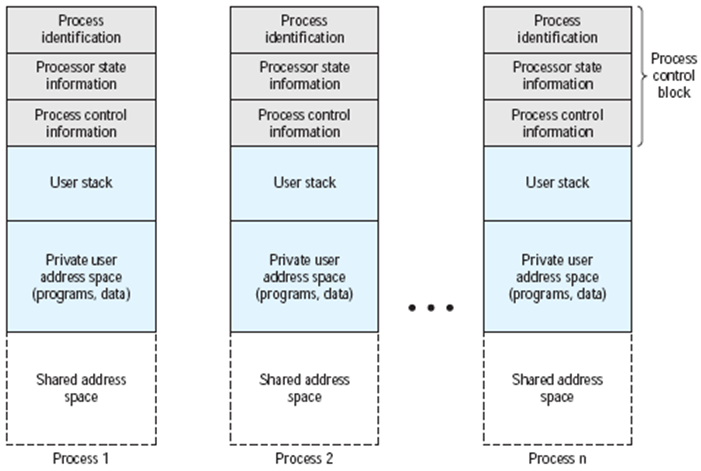 Process
identification
Processor state
information
Process control
information
User stack
Private user
address space
(programs, data)
Shared address
space
Process 1
Process
identification
Processor state
information
Process control
information
User stack
Private user
address space
(programs, data)
Shared address
space
Process 2
• • •
Process
identification
Processor state
information
Process control
information
User stack
Private user
address space
(programs, data)
Shared address
space
Process n
Process
control
block